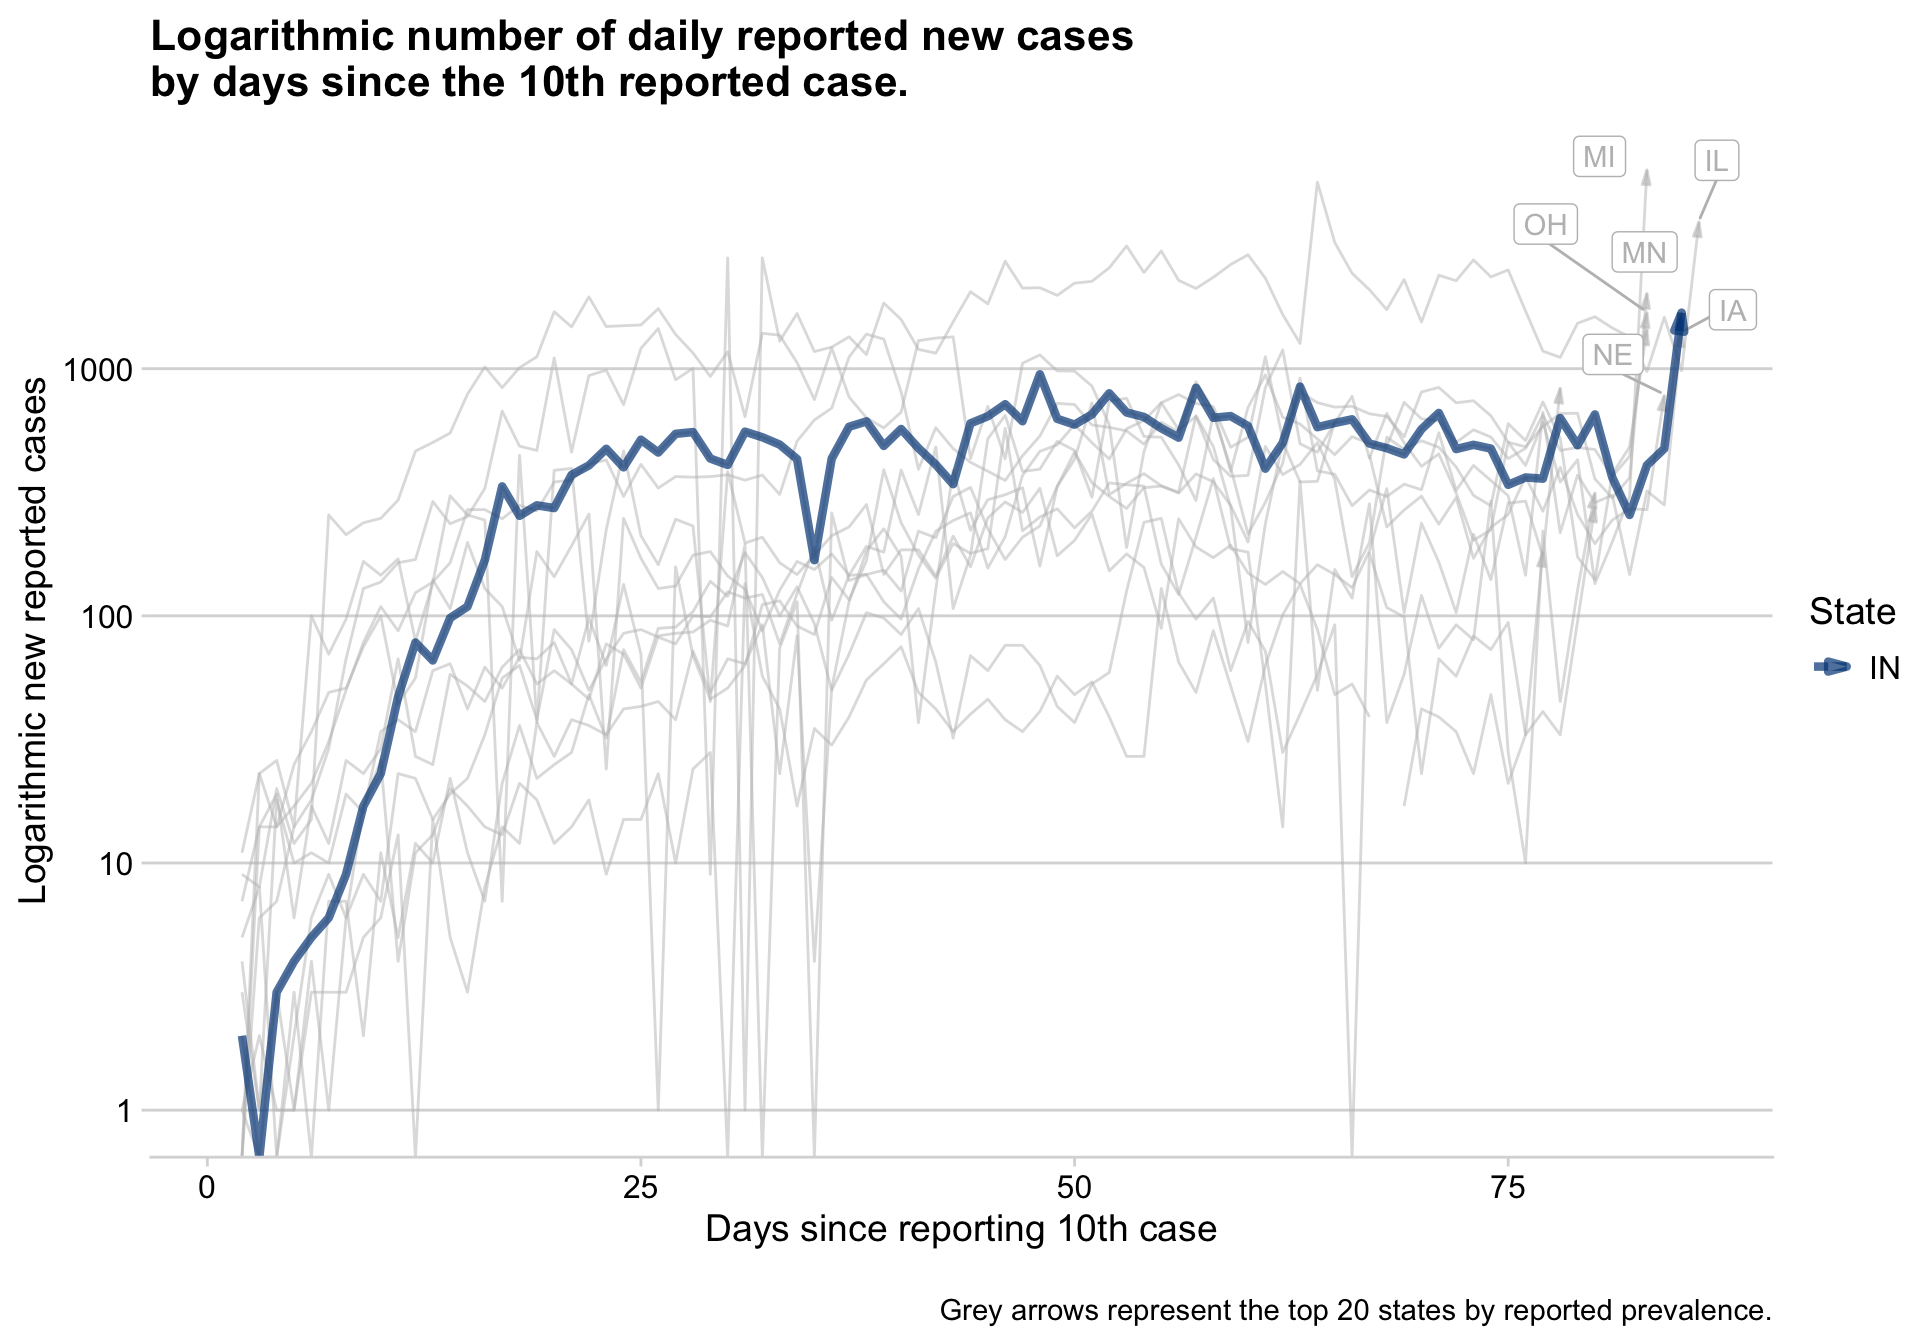 Logarithmic number of daily reported new cases
by days since the 10th reported case.
MI
IL
OH
MN
IA
NE
Logarithmic new reported cases
1000
100
10
1
0
25
50
75
Days since reporting 10th case
State
IN
Grey arrows represent the top 20 states by reported prevalence.